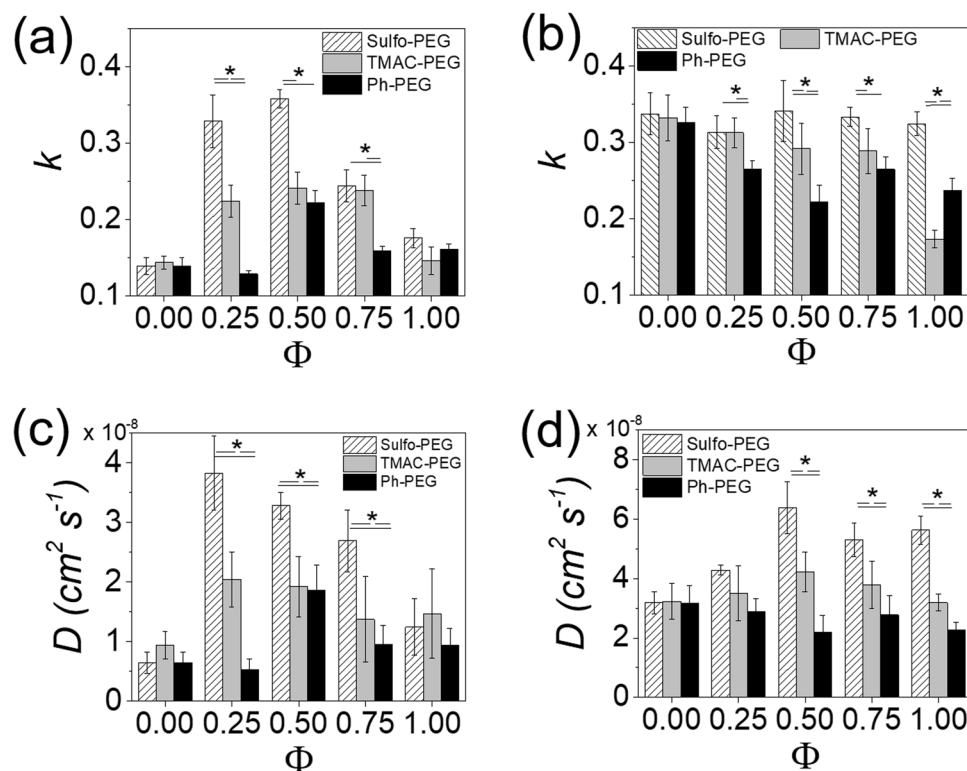 (a)
Sulfo-PEG
TMAC-PEG
Ph-PEG
* * *
k
0.4
0.3
0.2
0.1
0.00 0.25 0.50 0.75 1.00
Φ
(b)
Sulfo-PEG TMAC-PEG
Ph-PEG
* * * *
k
0.4
0.3
0.2
0.1
0.00 0.25 0.50 0.75 1.00
Φ
(c)
x 10⁻⁸
Sulfo-PEG
TMAC-PEG
Ph-PEG
* * *
D (cm² s⁻¹)
4
3
2
1
0
0.00 0.25 0.50 0.75 1.00
Φ
(d)
x 10⁻⁸
Sulfo-PEG
TMAC-PEG
Ph-PEG
* * *
D (cm² s⁻¹)
8
6
4
2
0
0.00 0.25 0.50 0.75 1.00
Φ